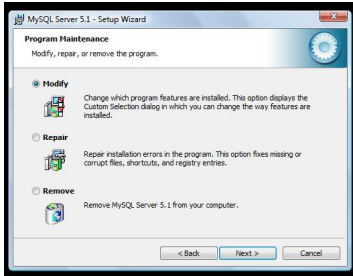 MySQL Server 5.1 - Setup Wizard
Program Maintenance
Modify, repair, or remove the program.
Modify
Change which program features are installed. This option displays the
Custom Selection dialog in which you can change the way features are
installed.
Repair
Repair installation errors in the program. This option fixes missing or
corrupt files, shortcuts, and registry entries.
Remove
Remove MySQL Server 5.1 from your computer.
< Back Next > Cancel